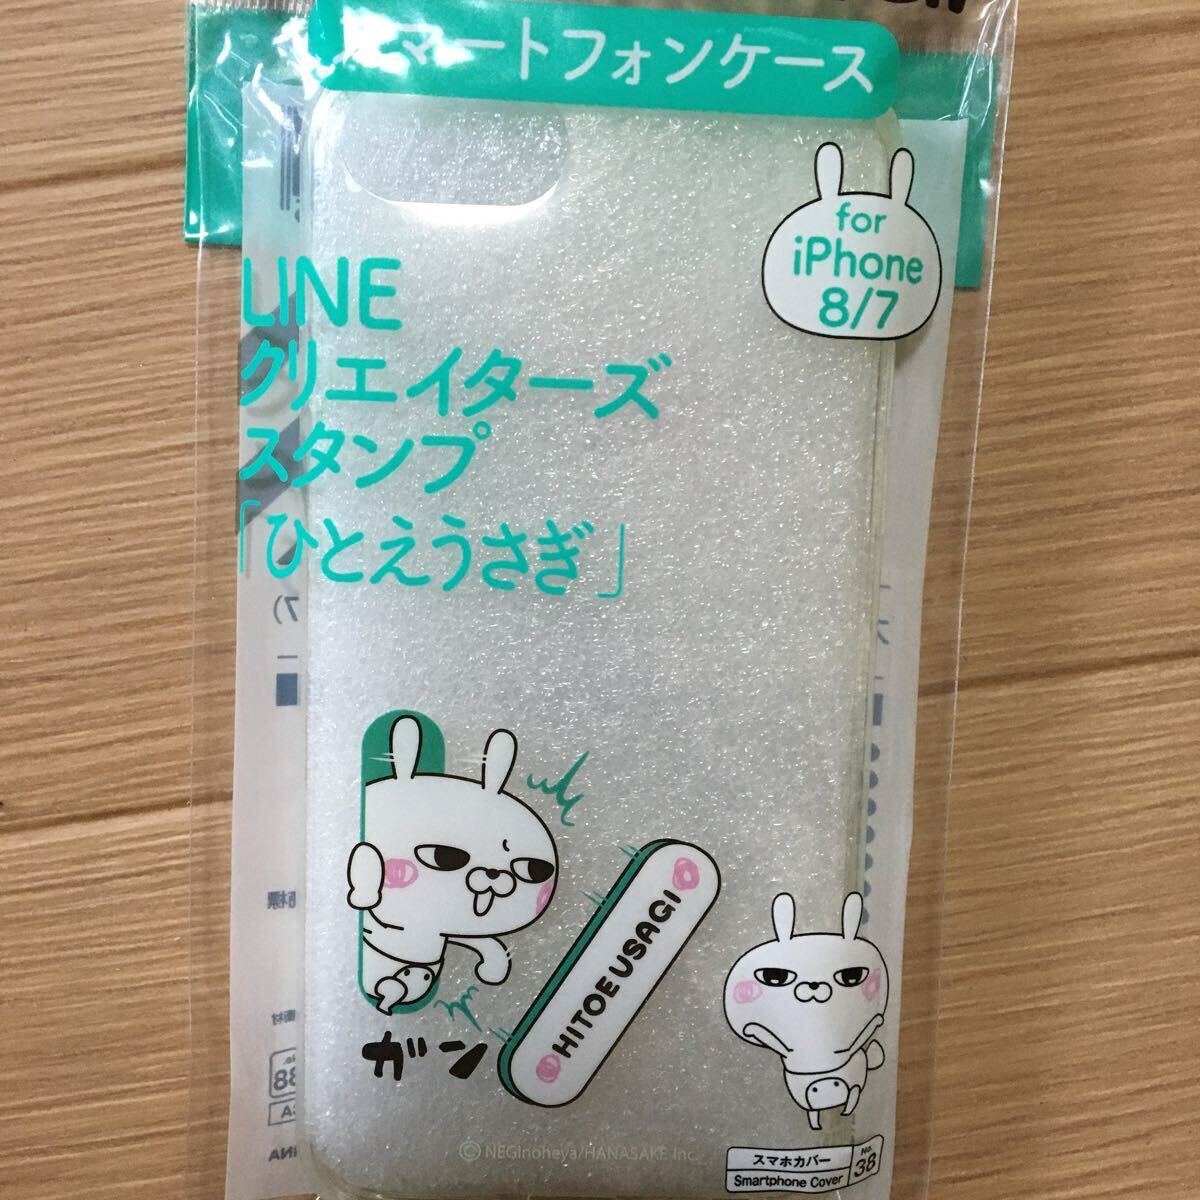 スマートフォンケース
for
iPhone
8/7
LINE
クリエイターズ
スタンプ
「ひとえうさぎ」
HITOEUSAGI
ガン
©NEGInoheya/HANASAKE Inc.
スマホカバー
Smartphone Cover
No.
38